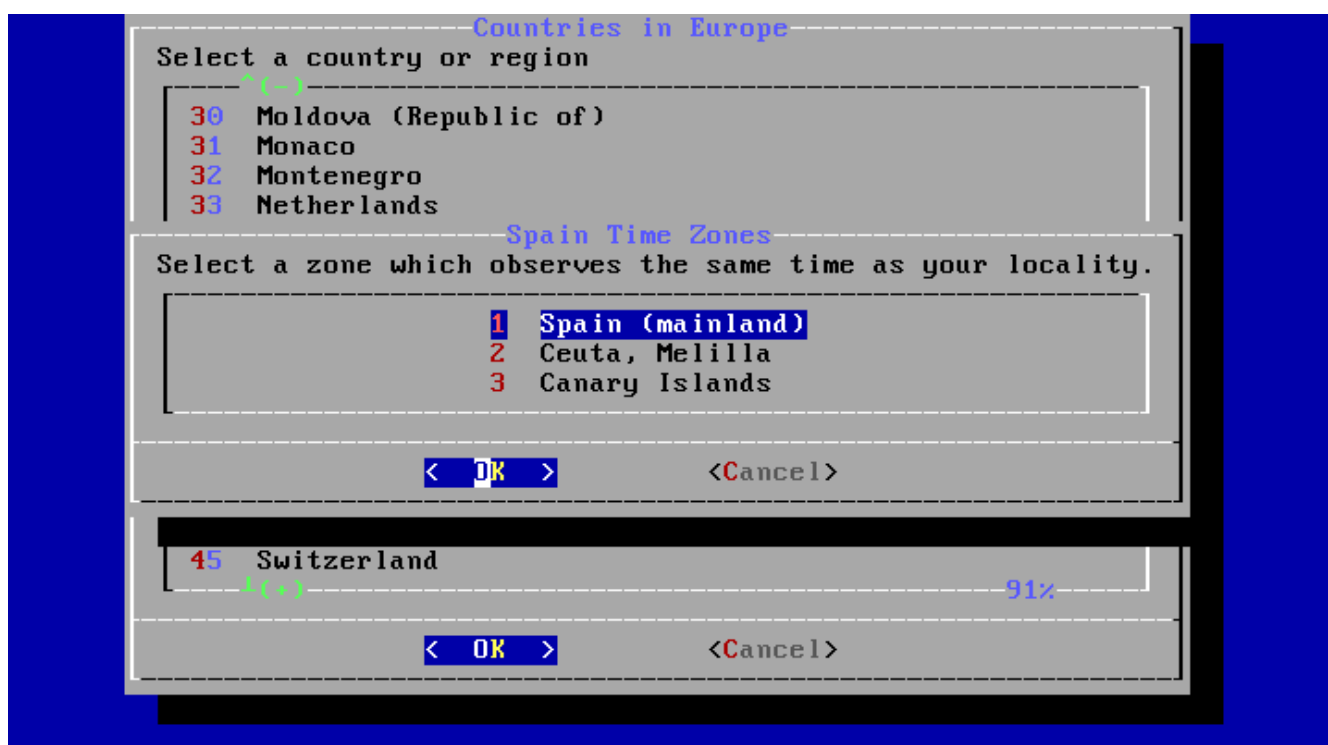 Countries in Europe
Select a country or region
^(-)
30 Moldova (Republic of)
31 Monaco
32 Montenegro
33 Netherlands
Spain Time Zones
Select a zone which observes the same time as your locality.
1 Spain (mainland)
2 Ceuta, Melilla
3 Canary Islands
< OK > <Cancel>
45 Switzerland
┴(+) 91%
< OK > <Cancel>